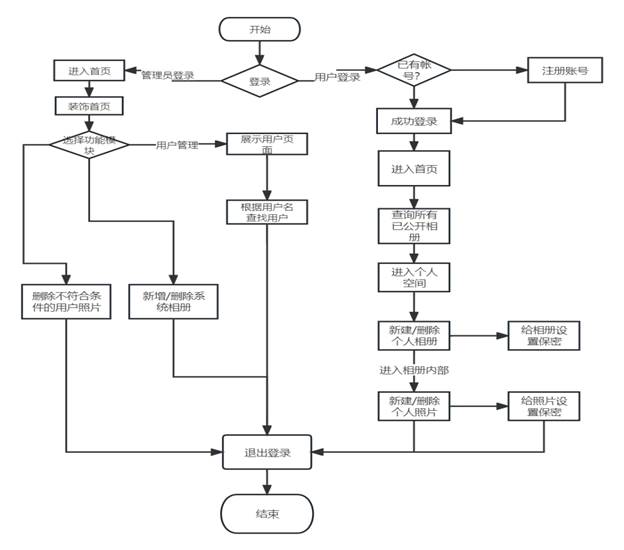 开始
进入首页
管理员登录
登录
用户登录
已有帐
号?
注册账号
装饰首页
成功登录
选择功能模
块
用户管理
展示用户页
面
进入首页
根据用户名
查找用户
查询所有
已公开相
册
进入个人
空间
删除不符合条
件的用户照片
新增/删除系
统相册
新建/删除
个人相册
给相册设
置保密
进入相册内部
新建/删除
个人照片
给照片设
置保密
退出登录
结束